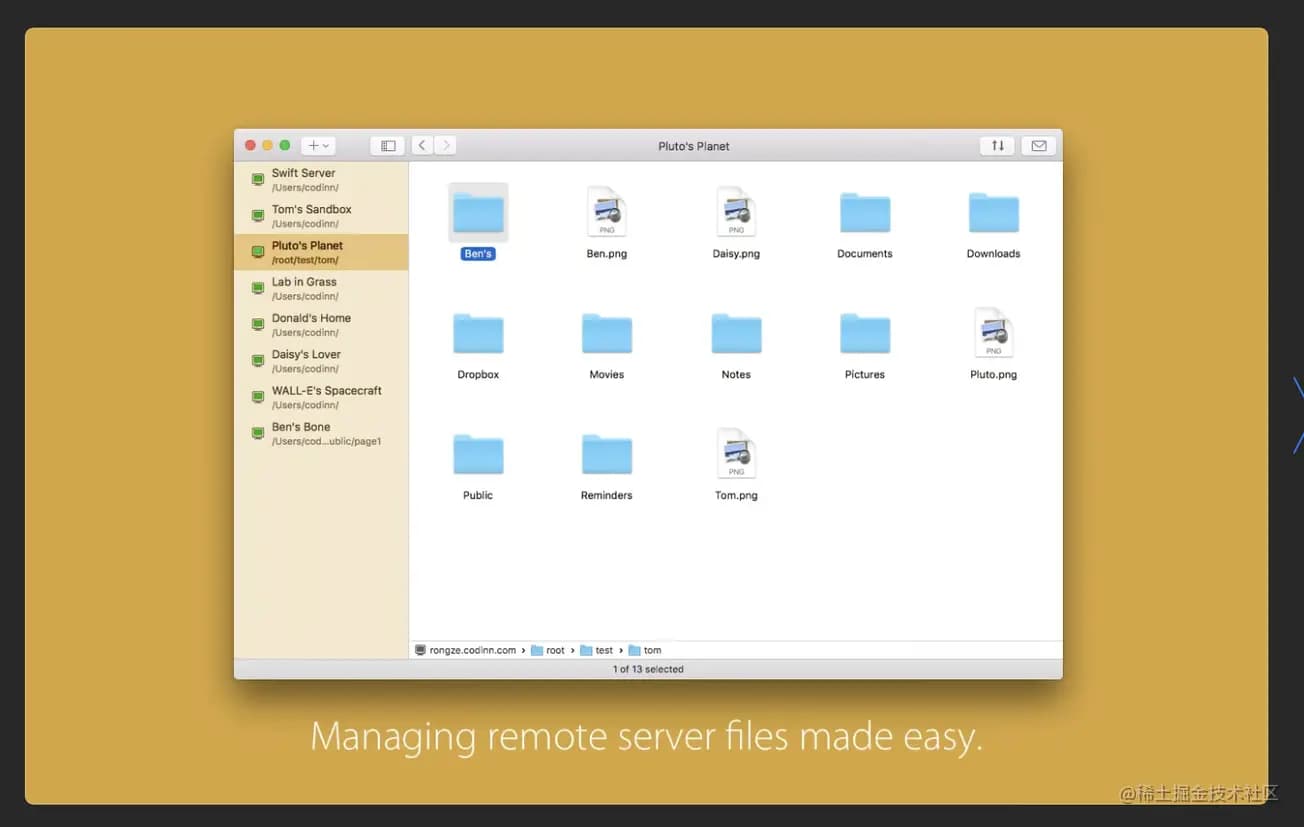 Pluto's Planet
Swift Server
/Users/codinn/
Tom's Sandbox
/Users/codinn/
Pluto's Planet
/root/test/tom/
Lab in Grass
/Users/codinn/
Donald's Home
/Users/codinn/
Daisy's Lover
/Users/codinn/
WALL-E's Spacecraft
/Users/codinn/
Ben's Bone
/Users/cod...ublic/page1
PNG PNG
Ben's Ben.png Daisy.png Documents Downloads
PNG
Dropbox Movies Notes Pictures Pluto.png
PNG
Public Reminders Tom.png
rongze.codinn.com › root › test › tom
1 of 13 selected
Managing remote server files made easy.
@稀土掘金技术社区